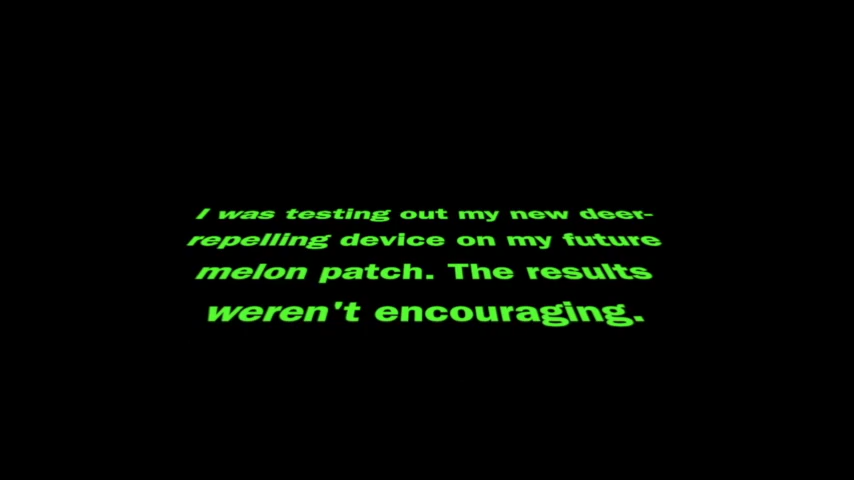 I was testing out my new deer-
repelling device on my future
melon patch. The results
weren't encouraging.